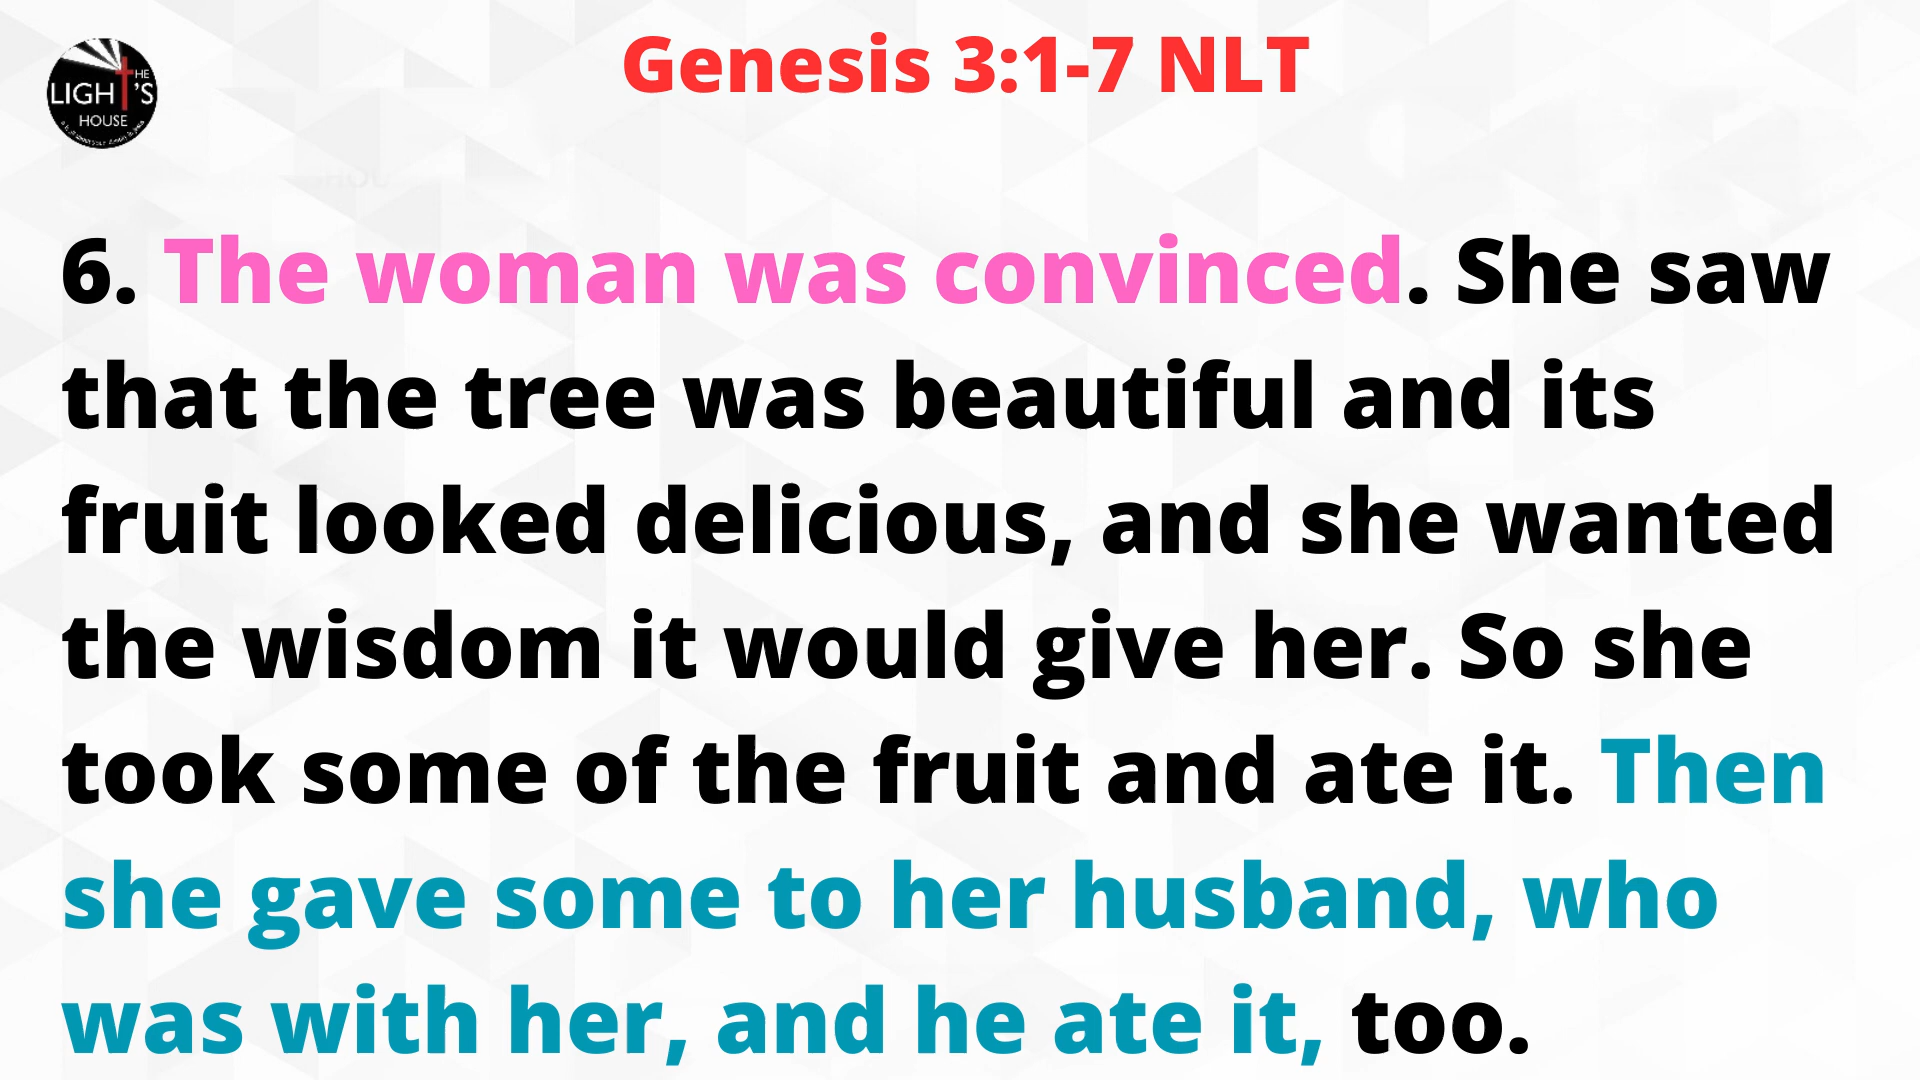 Genesis 3:1-7 NLT
THE
LIGHT'S
HOUSE
6. The woman was convinced. She saw
that the tree was beautiful and its
fruit looked delicious, and she wanted
the wisdom it would give her. So she
took some of the fruit and ate it. Then
she gave some to her husband, who
was with her, and he ate it, too.